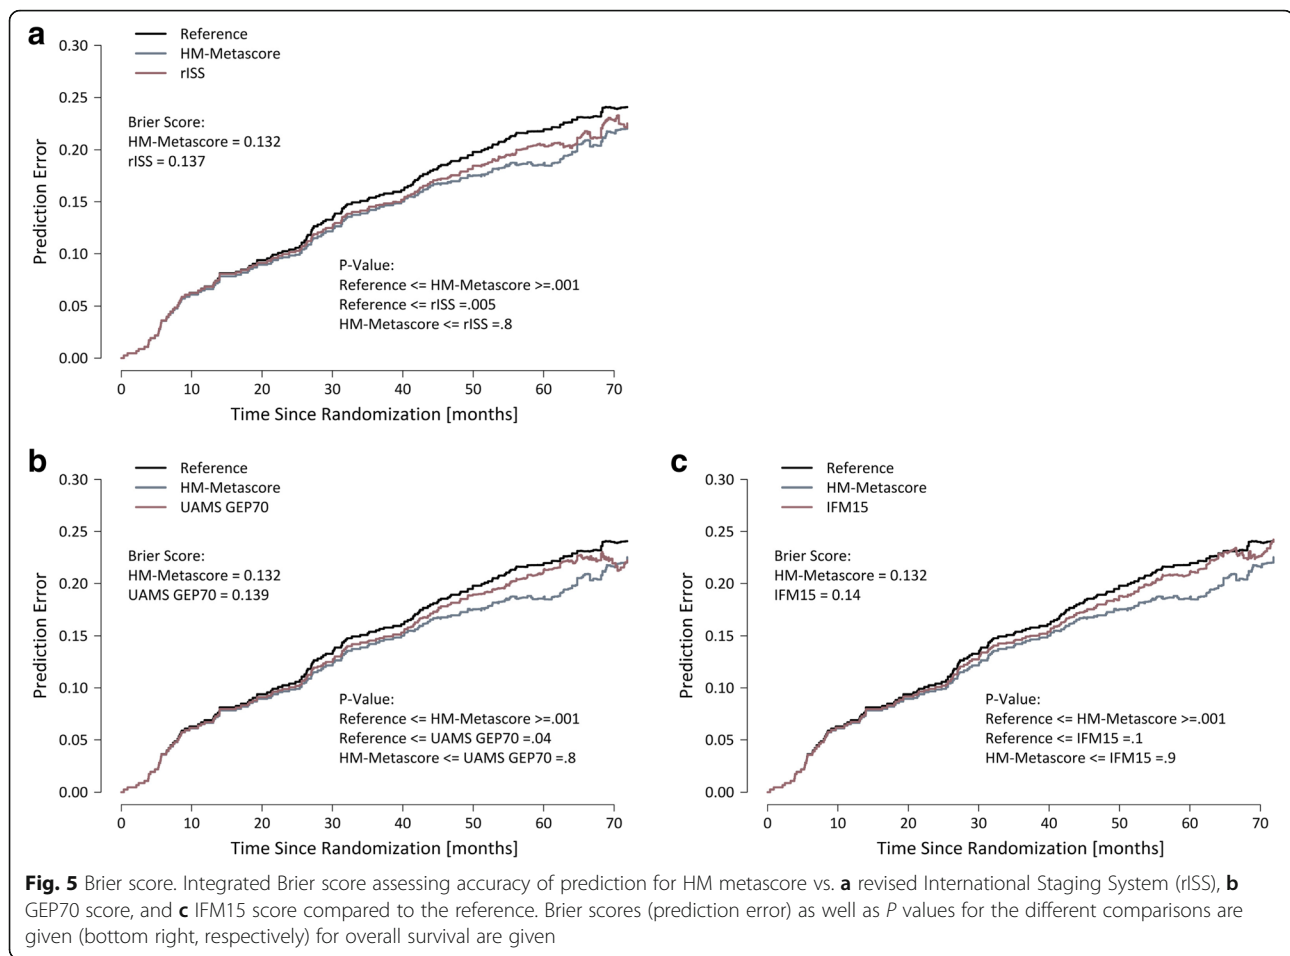 a
Reference
HM-Metascore
rISS
Brier Score:
HM-Metascore = 0.132
rISS = 0.137
P-Value:
Reference <= HM-Metascore >=.001
Reference <= rISS =.005
HM-Metascore <= rISS =.8
Prediction Error
0.30
0.25
0.20
0.15
0.10
0.05
0.00
0 10 20 30 40 50 60 70
Time Since Randomization [months]
b
Reference
HM-Metascore
UAMS GEP70
Brier Score:
HM-Metascore = 0.132
UAMS GEP70 = 0.139
P-Value:
Reference <= HM-Metascore >=.001
Reference <= UAMS GEP70 =.04
HM-Metascore <= UAMS GEP70 =.8
Prediction Error
0.30
0.25
0.20
0.15
0.10
0.05
0.00
0 10 20 30 40 50 60 70
Time Since Randomization [months]
c
Reference
HM-Metascore
IFM15
Brier Score:
HM-Metascore = 0.132
IFM15 = 0.14
P-Value:
Reference <= HM-Metascore >=.001
Reference <= IFM15 =.1
HM-Metascore <= IFM15 =.9
Prediction Error
0.30
0.25
0.20
0.15
0.10
0.05
0.00
0 10 20 30 40 50 60 70
Time Since Randomization [months]
Fig. 5 Brier score. Integrated Brier score assessing accuracy of prediction for HM metascore vs. a revised International Staging System (rISS), b
GEP70 score, and c IFM15 score compared to the reference. Brier scores (prediction error) as well as P values for the different comparisons are
given (bottom right, respectively) for overall survival are given